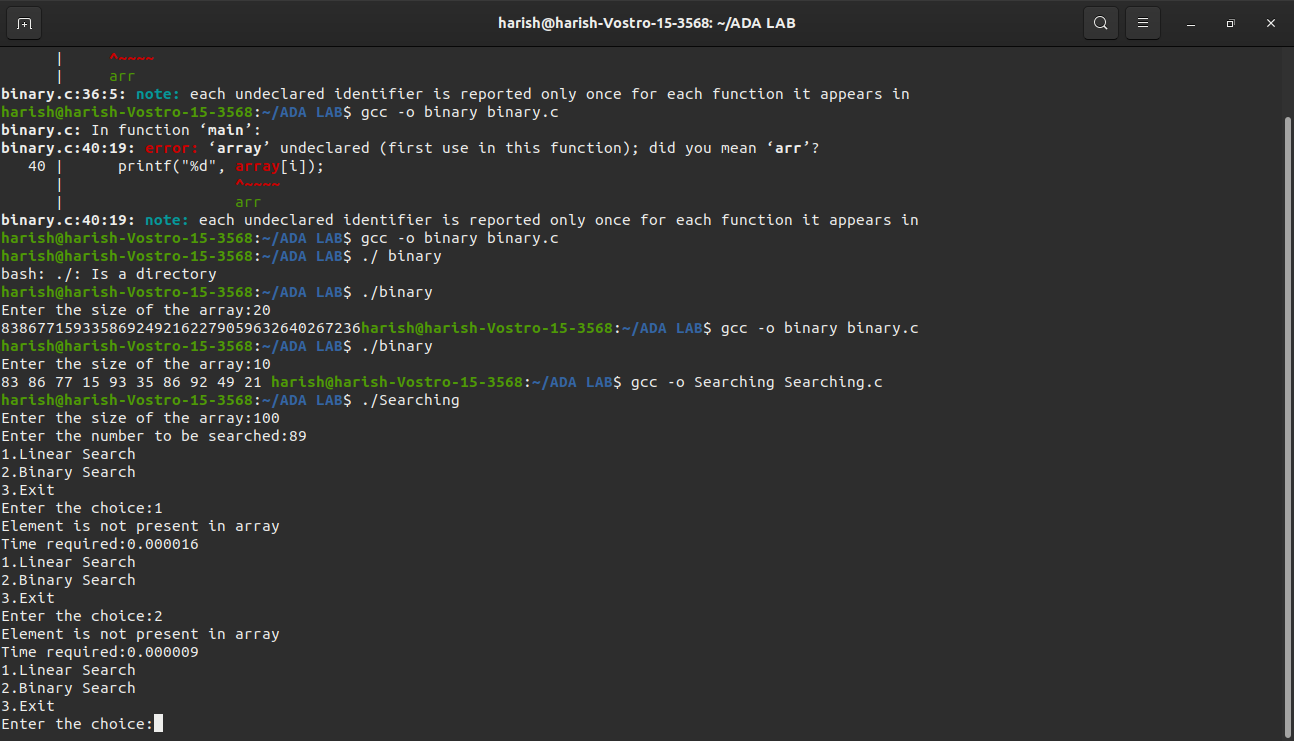 harish@harish-Vostro-15-3568: ~/ADA LAB
      |     ^~~~~
      |     arr
binary.c:36:5: note: each undeclared identifier is reported only once for each function it appears in
harish@harish-Vostro-15-3568:~/ADA LAB$ gcc -o binary binary.c
binary.c: In function ‘main’:
binary.c:40:19: error: ‘array’ undeclared (first use in this function); did you mean ‘arr’?
   40 |      printf("%d", array[i]);
      |                   ^~~~~
      |                   arr
binary.c:40:19: note: each undeclared identifier is reported only once for each function it appears in
harish@harish-Vostro-15-3568:~/ADA LAB$ gcc -o binary binary.c
harish@harish-Vostro-15-3568:~/ADA LAB$ ./ binary
bash: ./: Is a directory
harish@harish-Vostro-15-3568:~/ADA LAB$ ./binary
Enter the size of the array:20
8386771593358692492162279059632640267236harish@harish-Vostro-15-3568:~/ADA LAB$ gcc -o binary binary.c
harish@harish-Vostro-15-3568:~/ADA LAB$ ./binary
Enter the size of the array:10
83 86 77 15 93 35 86 92 49 21 harish@harish-Vostro-15-3568:~/ADA LAB$ gcc -o Searching Searching.c
harish@harish-Vostro-15-3568:~/ADA LAB$ ./Searching
Enter the size of the array:100
Enter the number to be searched:89
1.Linear Search
2.Binary Search
3.Exit
Enter the choice:1
Element is not present in array
Time required:0.000016
1.Linear Search
2.Binary Search
3.Exit
Enter the choice:2
Element is not present in array
Time required:0.000009
1.Linear Search
2.Binary Search
3.Exit
Enter the choice: